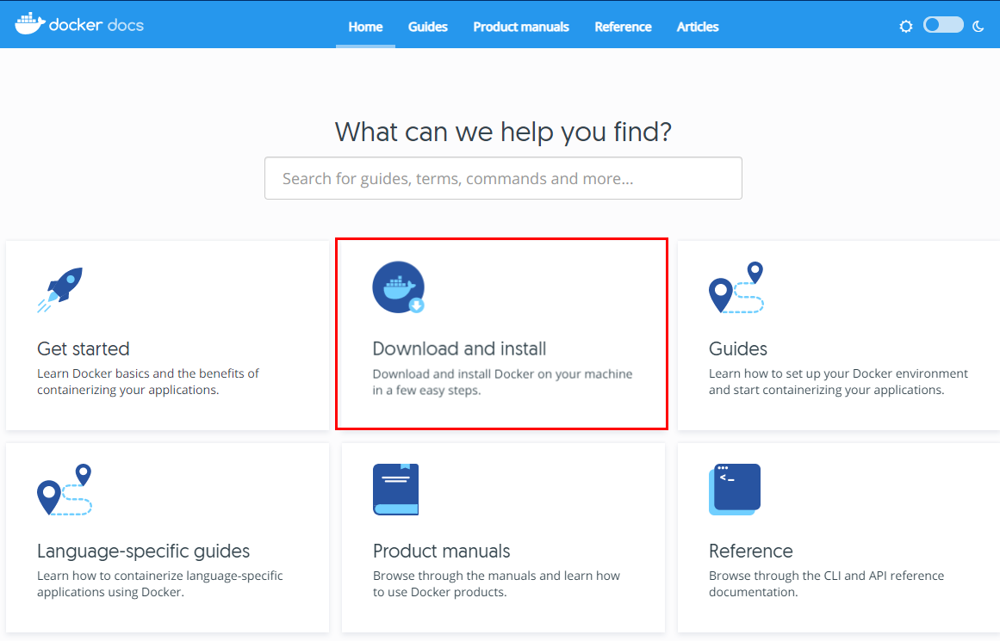 docker docs
Home Guides Product manuals Reference Articles
What can we help you find?
Search for guides, terms, commands and more...
Get started
Learn Docker basics and the benefits of
containerizing your applications.
Download and install
Download and install Docker on your machine
in a few easy steps.
Guides
Learn how to set up your Docker environment
and start containerizing your applications.
Language-specific guides
Learn how to containerize language-specific
applications using Docker.
Product manuals
Browse through the manuals and learn how
to use Docker products.
Reference
Browse through the CLI and API reference
documentation.